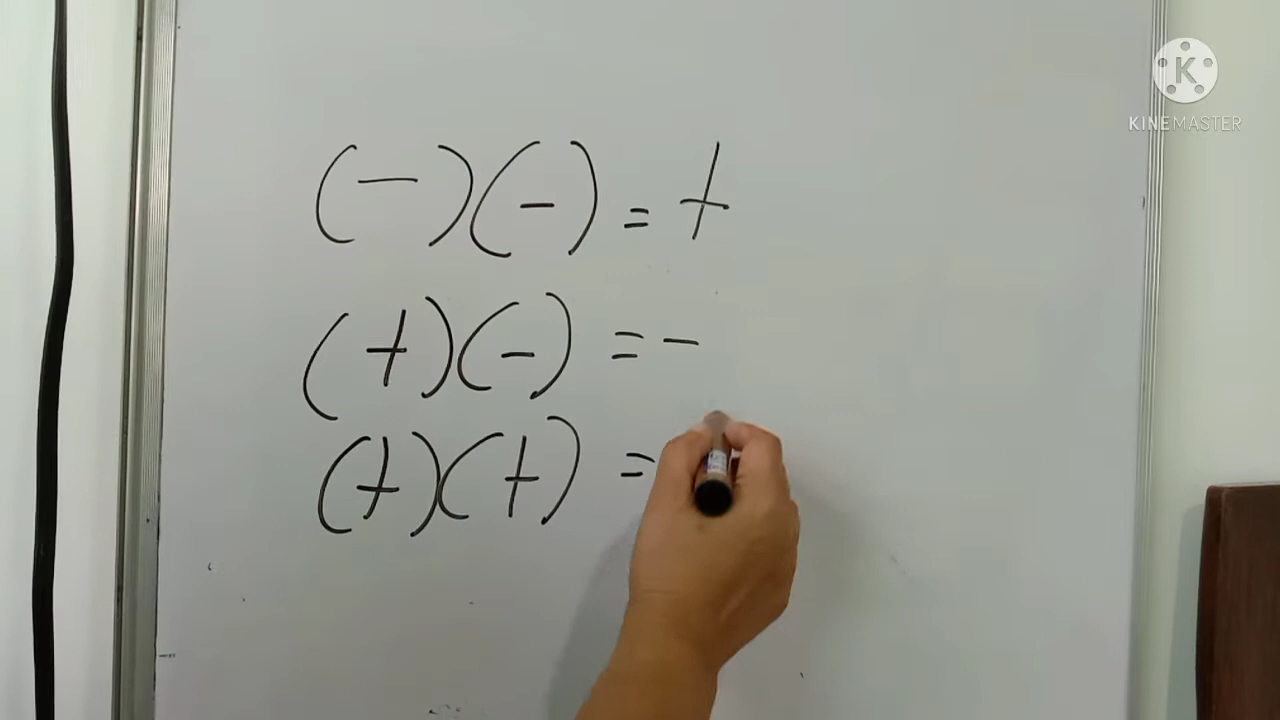 (-)(-) = +
(+)(-) = -
(+)(+) =
K
KINEMASTER